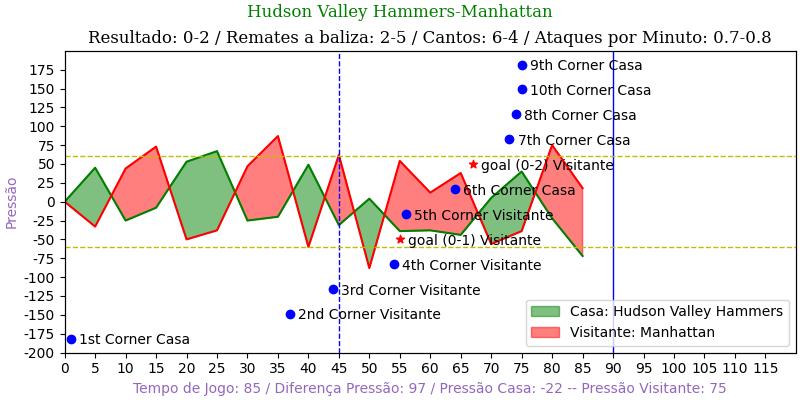 Hudson Valley Hammers-Manhattan
Resultado: 0-2 / Remates a baliza: 2-5 / Cantos: 6-4 / Ataques por Minuto: 0.7-0.8
Pressão
175
150
125
100
75
50
25
0
-25
-50
-75
-100
-125
-150
-175
-200
9th Corner Casa
10th Corner Casa
8th Corner Casa
7th Corner Casa
goal (0-2) Visitante
6th Corner Casa
5th Corner Visitante
goal (0-1) Visitante
4th Corner Visitante
3rd Corner Visitante
2nd Corner Visitante
1st Corner Casa
Casa: Hudson Valley Hammers
Visitante: Manhattan
0 5 10 15 20 25 30 35 40 45 50 55 60 65 70 75 80 85 90 95 100 105 110 115
Tempo de Jogo: 85 / Diferença Pressão: 97 / Pressão Casa: -22 -- Pressão Visitante: 75